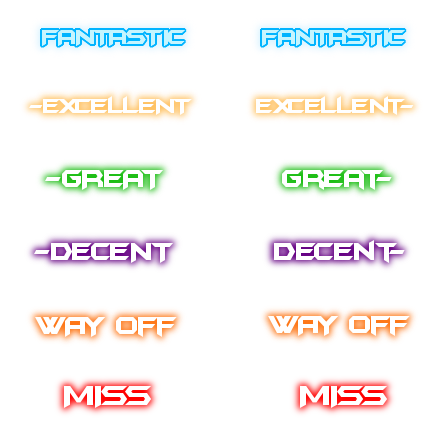 FANTASTIC FANTASTIC
-EXCELLENT EXCELLENT-
-GREAT GREAT-
-DECENT DECENT-
WAY OFF WAY OFF
MISS MISS